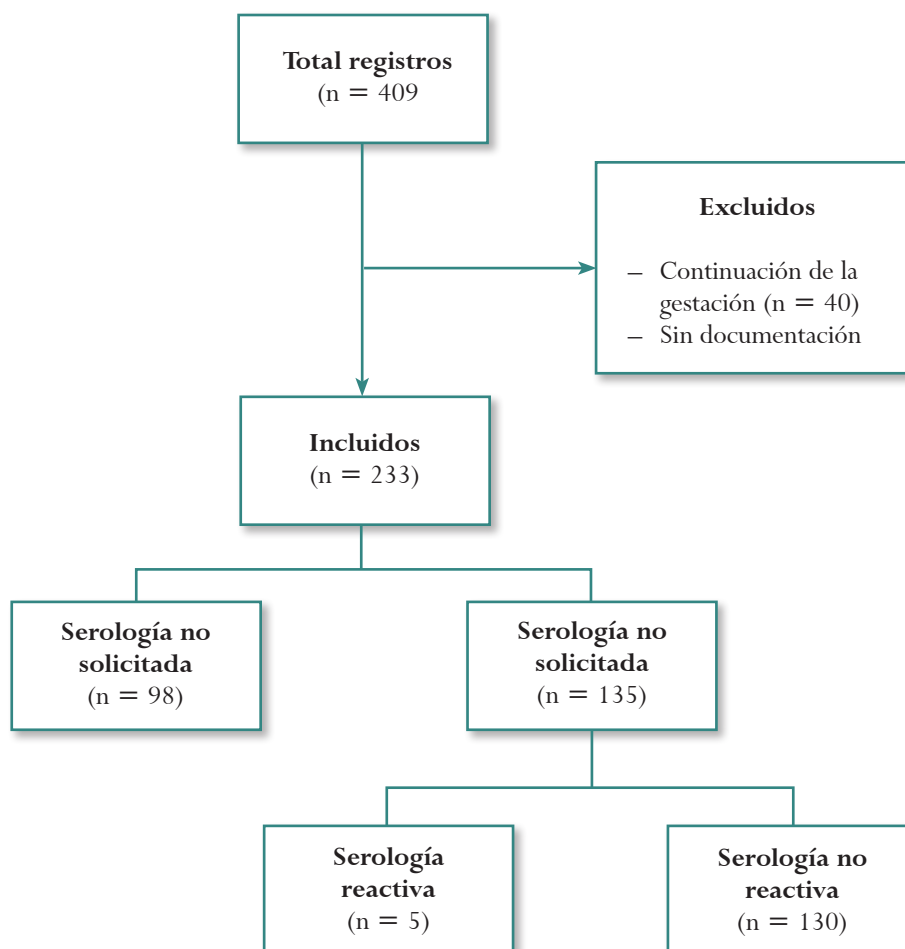 Total registros
(n = 409
Excluidos
– Continuación de la
gestación (n = 40)
– Sin documentación
Incluidos
(n = 233)
Serología no
solicitada
(n = 98)
Serología no
solicitada
(n = 135)
Serología
reactiva
(n = 5)
Serología no
reactiva
(n = 130)